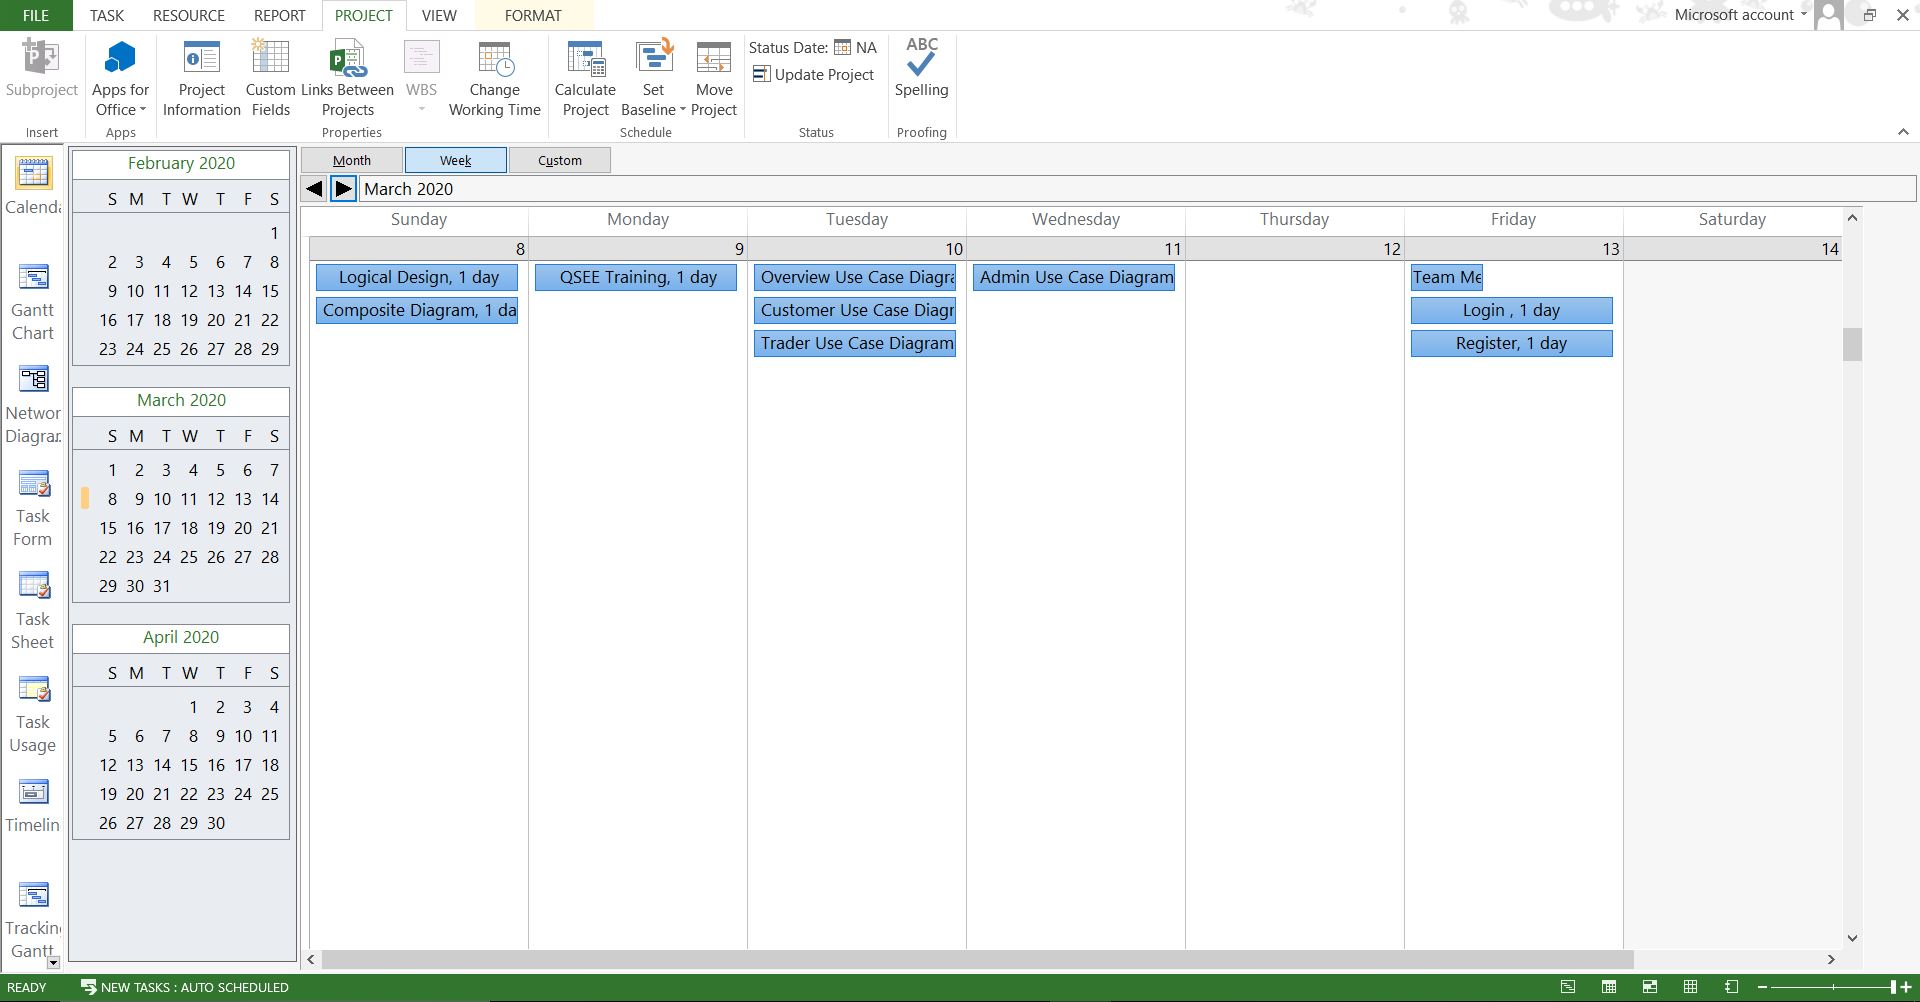 FILE TASK RESOURCE REPORT PROJECT VIEW FORMAT
Microsoft account
Subproject
Apps for Office
Project Information
Custom Fields
Links Between Projects
WBS
Change Working Time
Calculate Project
Set Baseline
Move Project
Status Date: NA
Update Project
ABC
Spelling
Insert Apps Properties Schedule Status Proofing
Calenda
Gantt
Chart
Networ
Diagra..
Task
Form
Task
Sheet
Task
Usage
Timelin
Trackin
Gantt
February 2020
S M T W T F S
1
2 3 4 5 6 7 8
9 10 11 12 13 14 15
16 17 18 19 20 21 22
23 24 25 26 27 28 29
March 2020
S M T W T F S
1 2 3 4 5 6 7
8 9 10 11 12 13 14
15 16 17 18 19 20 21
22 23 24 25 26 27 28
29 30 31
April 2020
S M T W T F S
1 2 3 4
5 6 7 8 9 10 11
12 13 14 15 16 17 18
19 20 21 22 23 24 25
26 27 28 29 30
Month Week Custom
March 2020
Sunday Monday Tuesday Wednesday Thursday Friday Saturday
8 9 10 11 12 13 14
Logical Design, 1 day
Composite Diagram, 1 da
QSEE Training, 1 day
Overview Use Case Diagra
Customer Use Case Diagr
Trader Use Case Diagram
Admin Use Case Diagram
Team Me
Login , 1 day
Register, 1 day
READY NEW TASKS : AUTO SCHEDULED